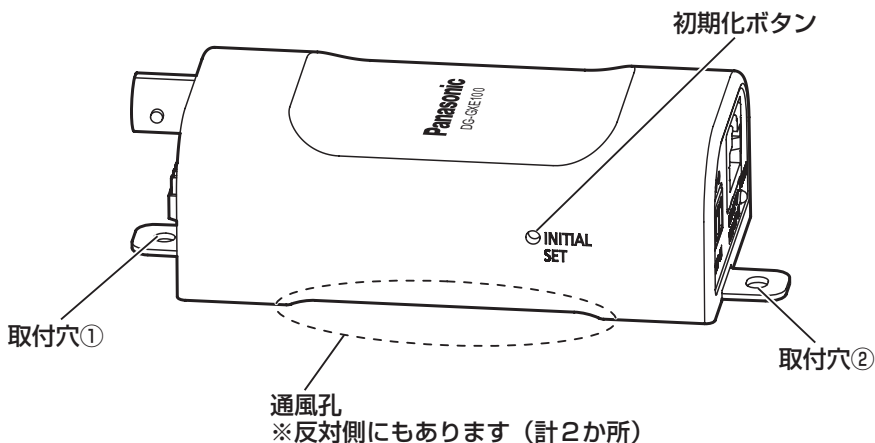 初期化ボタン
Panasonic
DG-GXE100
INITIAL
SET
取付穴①
取付穴②
通風孔
※反対側にもあります（計２か所）